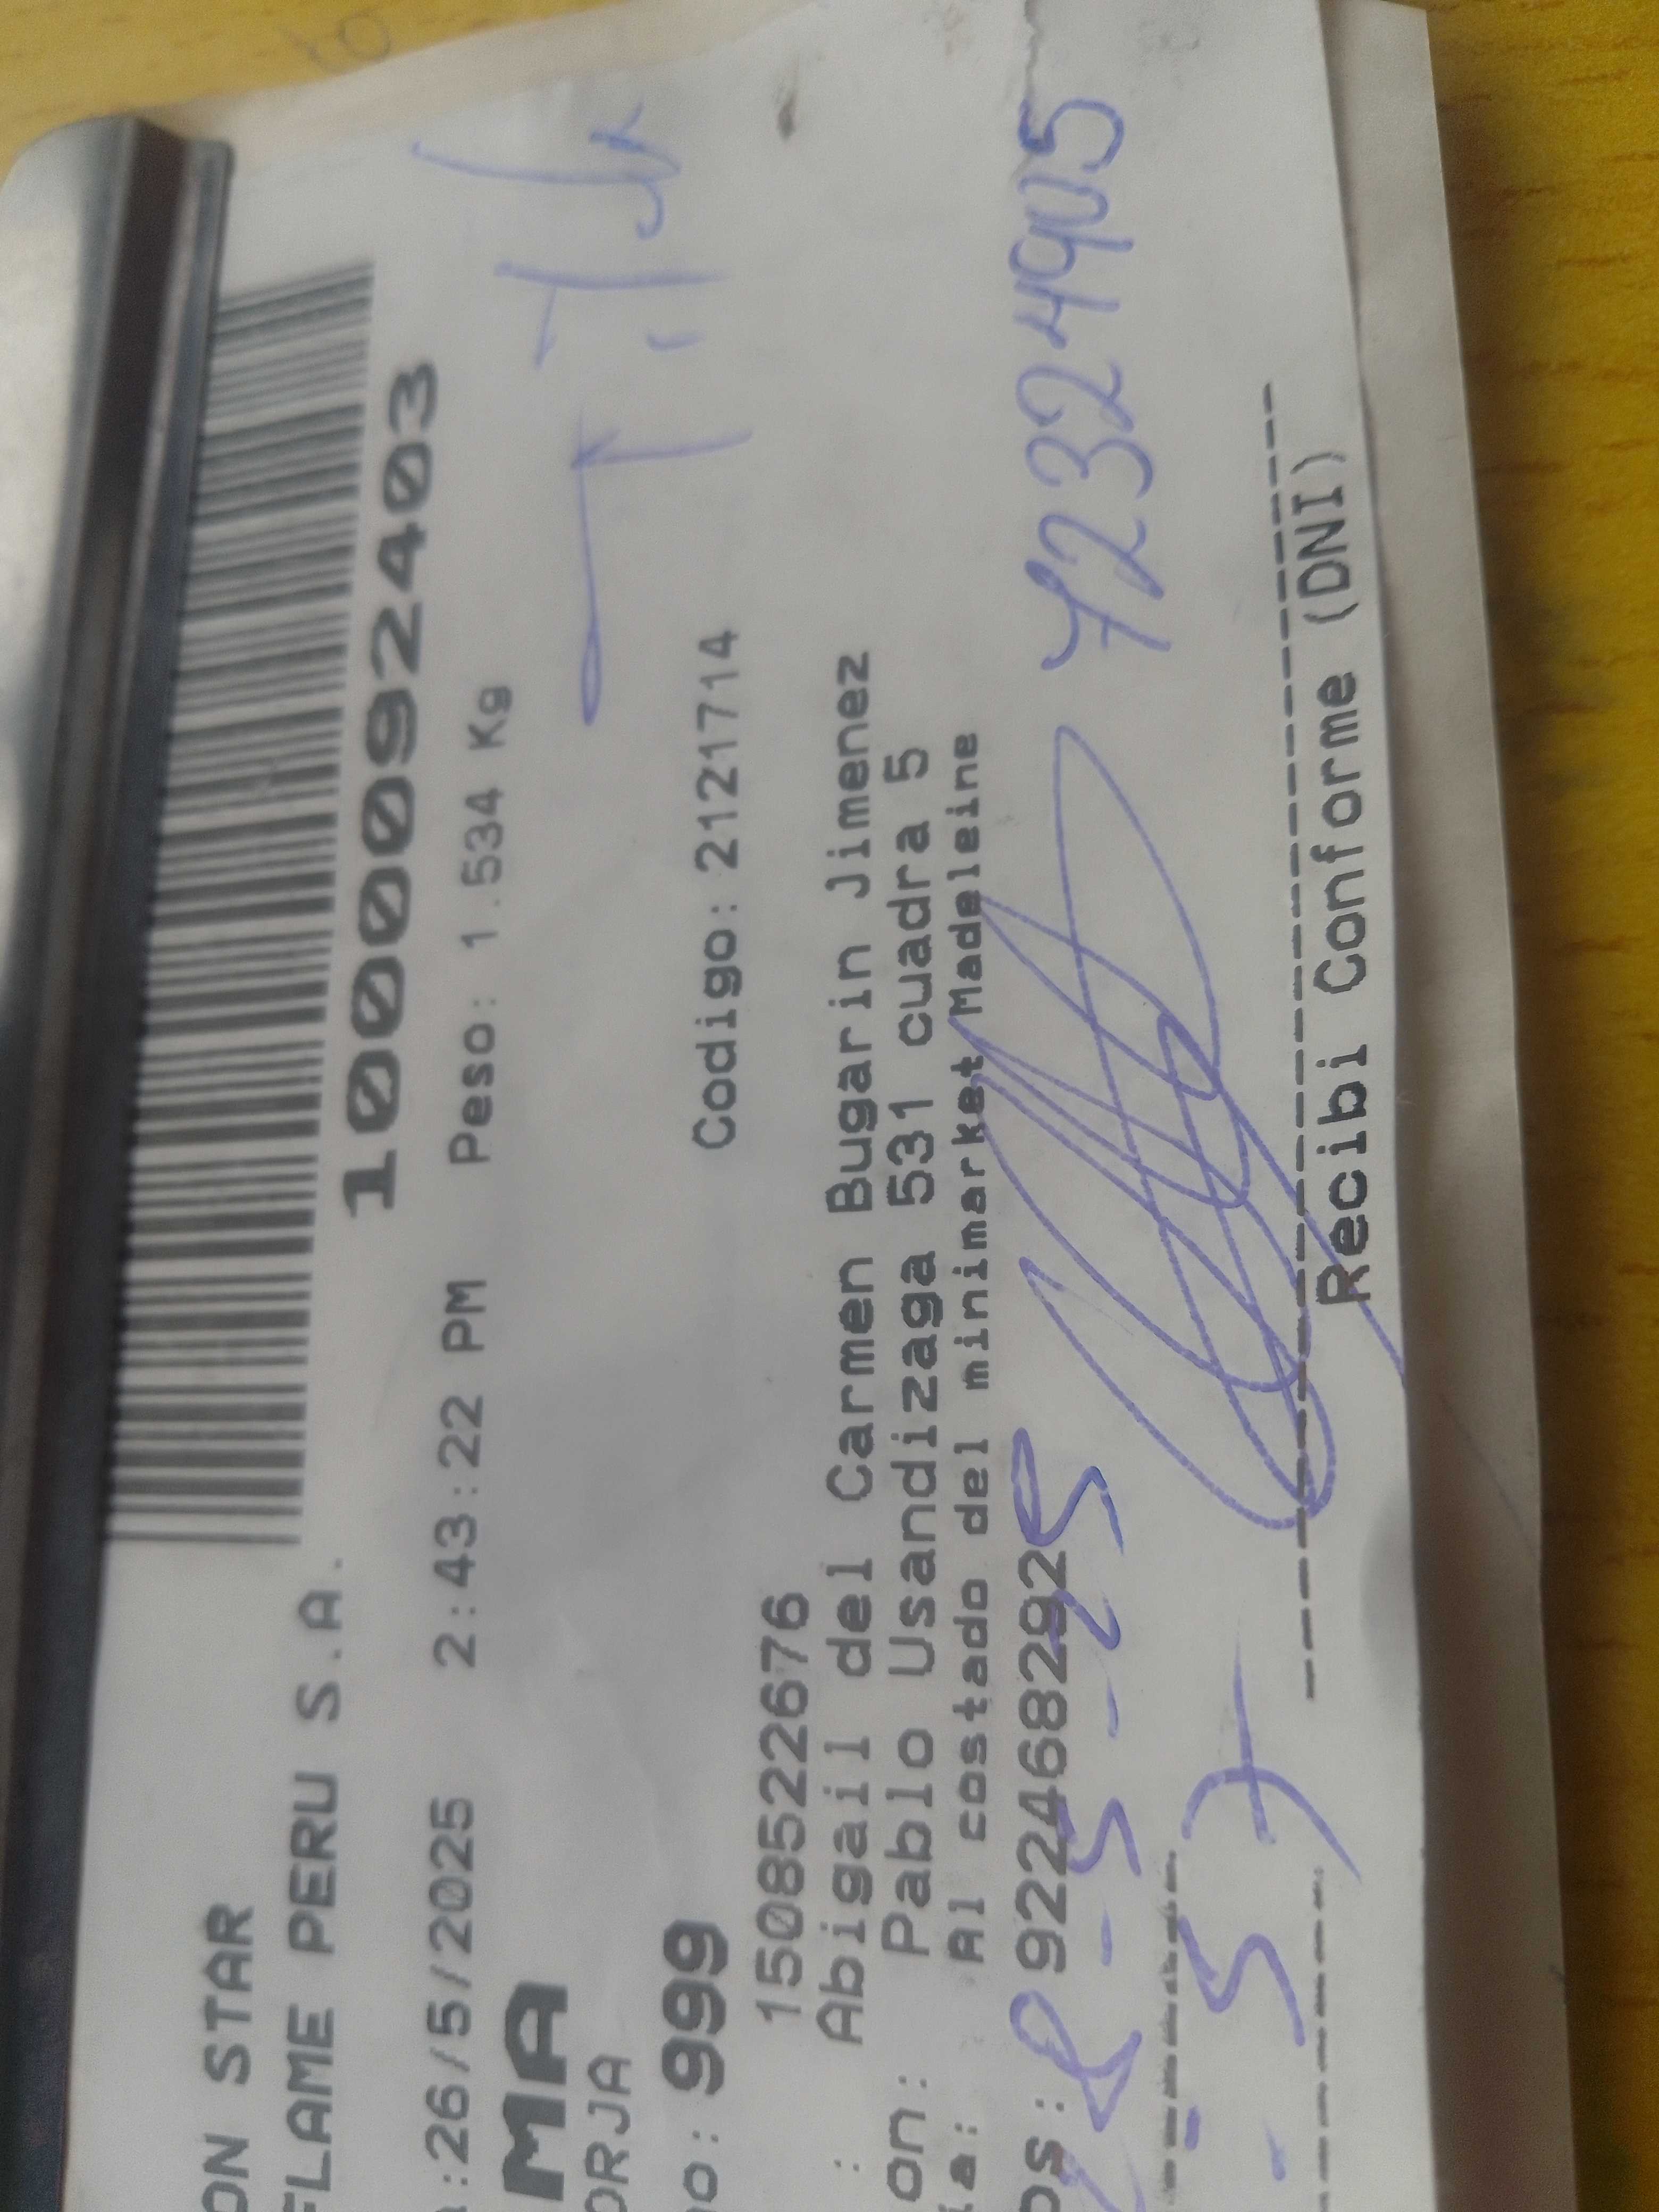 ON STAR
FLAME PERU S.A.
1000092403
:26/5/2025 2:43:22 PM Peso: 1.534 Kg
MA
ORJA
o: 999 Codigo: 2121714
1508522676
: Abigail del Carmen Bugarin Jimenez
on: Pablo Usandizaga 531 cuadra 5
ia: Al costado del minimarket Madeleine
os: 922468292
72324905
Recibi Conforme (DNI)